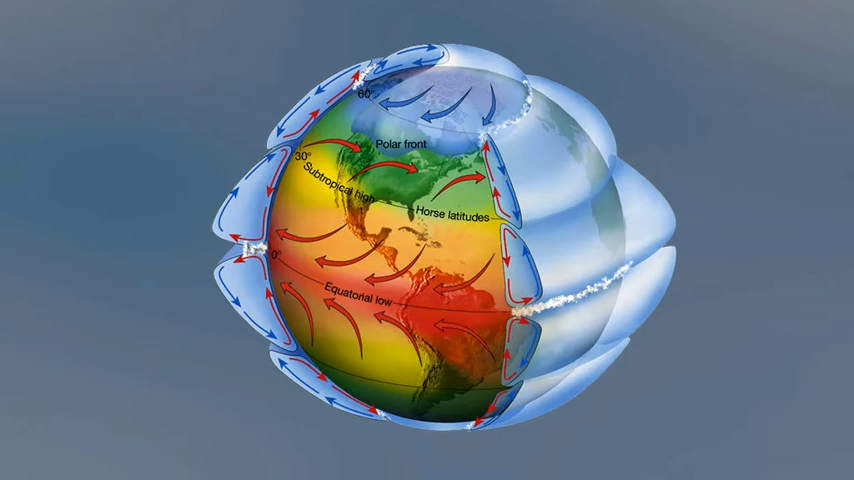 60°
Polar front
30°
Subtropical high
Horse latitudes
0°
Equatorial low